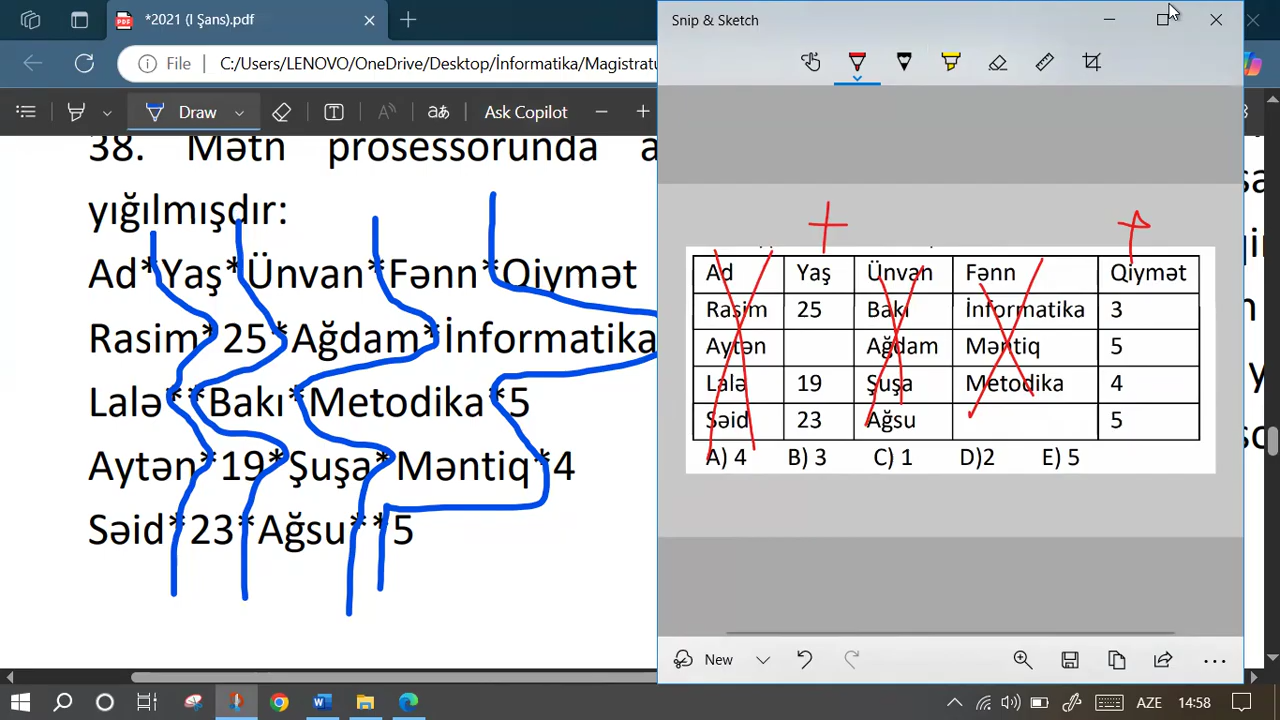 *2021 (I Şans).pdf
File C:/Users/LENOVO/OneDrive/Desktop/İnformatika/Magistratu
Draw Ask Copilot
38. Mətn prosessorunda a
yığılmışdır:
Ad*Yaş*Ünvan*Fənn*Qiymət
Rasim*25*Ağdam*İnformatika
Lalə**Bakı*Metodika*5
Aytən*19*Şuşa*Məntiq*4
Səid*23*Ağsu**5
Snip & Sketch
Ad Yaş Ünvan Fənn Qiymət
Rasim 25 Bakı İnformatika 3
Aytən Ağdam Məntiq 5
Lalə 19 Şuşa Metodika 4
Səid 23 Ağsu 5
A) 4 B) 3 C) 1 D)2 E) 5
New
AZE 14:58